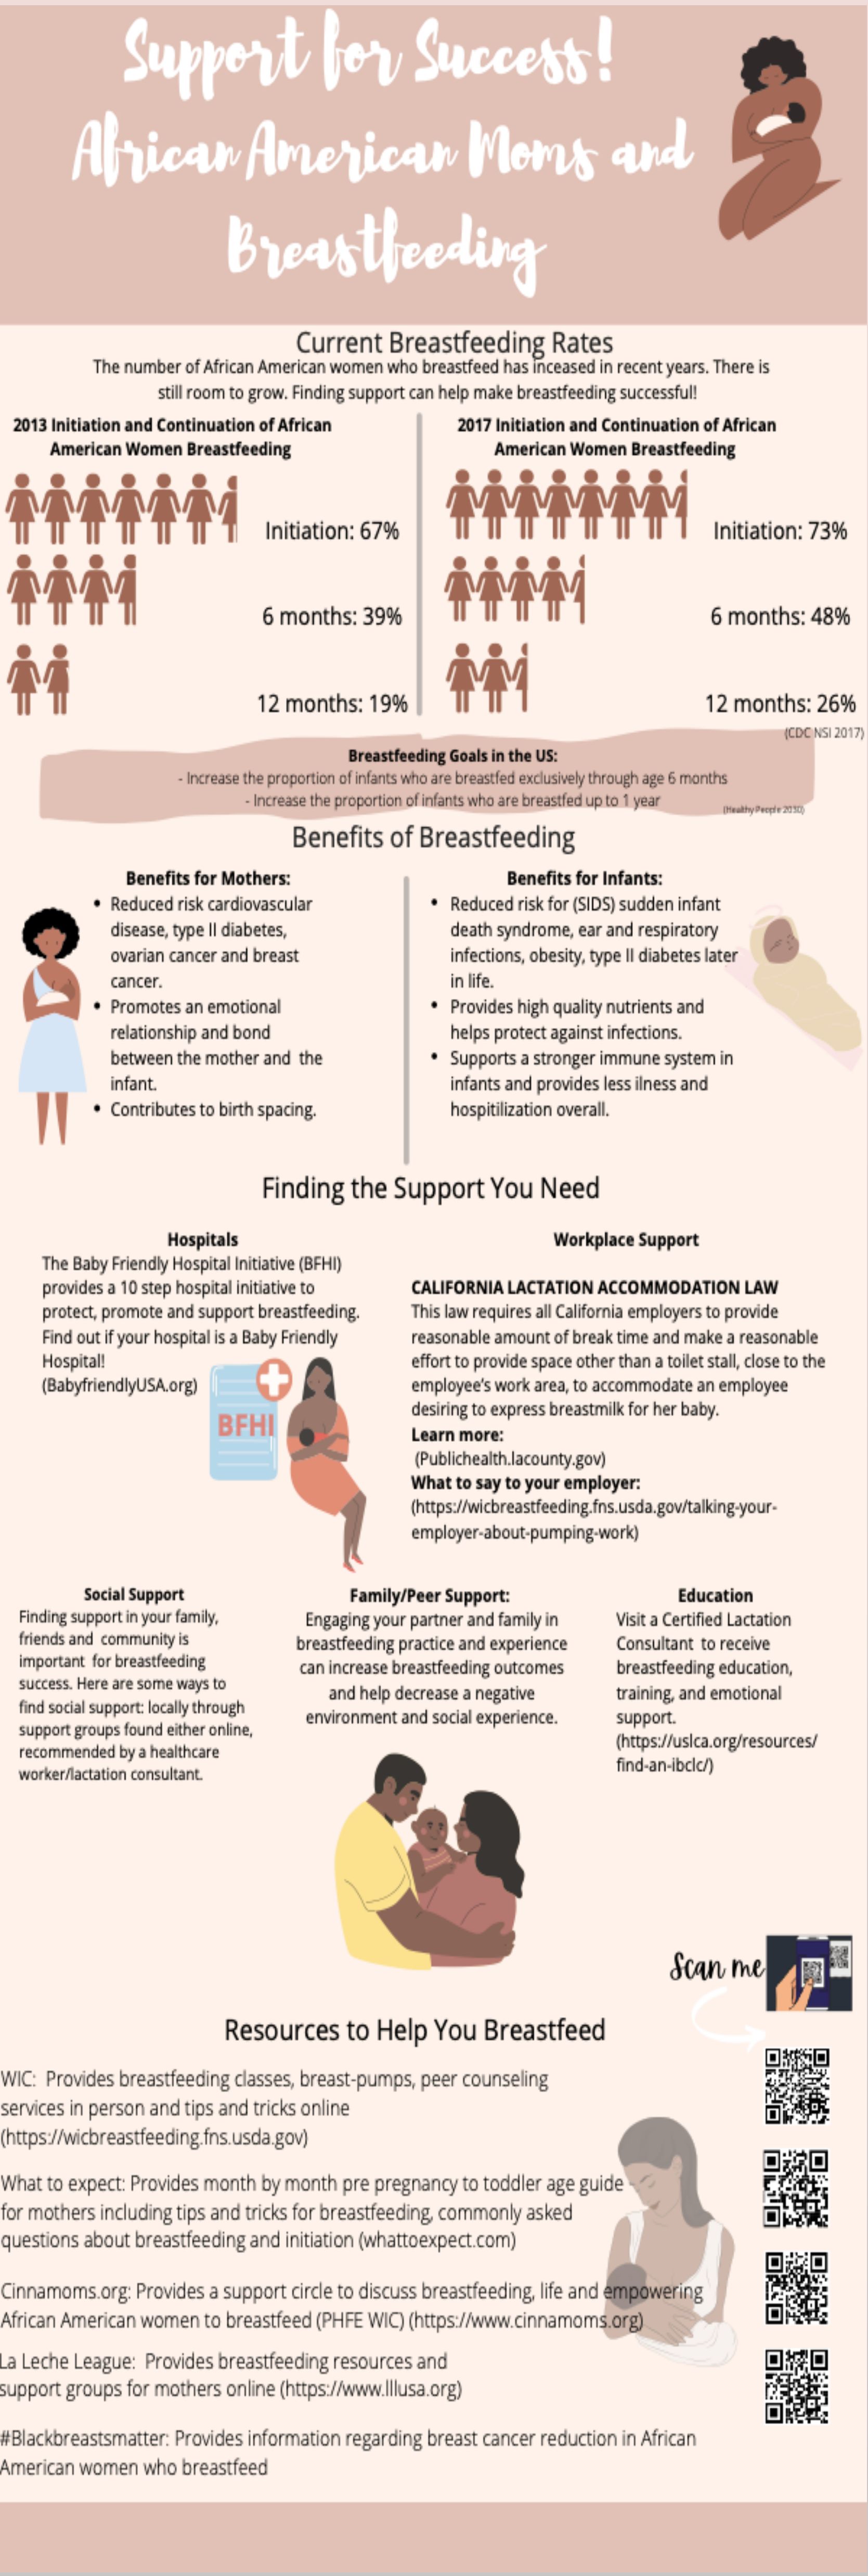 Support for Success!
African American Moms and
Breastfeeding
Current Breastfeeding Rates
The number of African American women who breastfeed has inceased in recent years. There is
still room to grow. Finding support can help make breastfeeding successful!
2013 Initiation and Continuation of African
American Women Breastfeeding
Initiation: 67%
6 months: 39%
12 months: 19%
2017 Initiation and Continuation of African
American Women Breastfeeding
Initiation: 73%
6 months: 48%
12 months: 26%
(CDC NSI 2017)
Breastfeeding Goals in the US:
- Increase the proportion of infants who are breastfed exclusively through age 6 months
- Increase the proportion of infants who are breastfed up to 1 year
(Healthy People 2030)
Benefits of Breastfeeding
Benefits for Mothers:
• Reduced risk cardiovascular
disease, type II diabetes,
ovarian cancer and breast
cancer.
• Promotes an emotional
relationship and bond
between the mother and the
infant.
• Contributes to birth spacing.
Benefits for Infants:
• Reduced risk for (SIDS) sudden infant
death syndrome, ear and respiratory
infections, obesity, type II diabetes later
in life.
• Provides high quality nutrients and
helps protect against infections.
• Supports a stronger immune system in
infants and provides less ilness and
hospitilization overall.
Finding the Support You Need
Hospitals
The Baby Friendly Hospital Initiative (BFHI)
provides a 10 step hospital initiative to
protect, promote and support breastfeeding.
Find out if your hospital is a Baby Friendly
Hospital!
(BabyfriendlyUSA.org)
BFHI
Workplace Support
CALIFORNIA LACTATION ACCOMMODATION LAW
This law requires all California employers to provide
reasonable amount of break time and make a reasonable
effort to provide space other than a toilet stall, close to the
employee's work area, to accommodate an employee
desiring to express breastmilk for her baby.
Learn more:
(Publichealth.lacounty.gov)
What to say to your employer:
(https://wicbreastfeeding.fns.usda.gov/talking-your-
employer-about-pumping-work)
Social Support
Finding support in your family,
friends and community is
important for breastfeeding
success. Here are some ways to
find social support: locally through
support groups found either online,
recommended by a healthcare
worker/lactation consultant.
Family/Peer Support:
Engaging your partner and family in
breastfeeding practice and experience
can increase breastfeeding outcomes
and help decrease a negative
environment and social experience.
Education
Visit a Certified Lactation
Consultant to receive
breastfeeding education,
training, and emotional
support.
(https://uslca.org/resources/
find-an-ibclc/)
Scan me
Resources to Help You Breastfeed
WIC: Provides breastfeeding classes, breast-pumps, peer counseling
services in person and tips and tricks online
(https://wicbreastfeeding.fns.usda.gov)
What to expect: Provides month by month pre pregnancy to toddler age guide
for mothers including tips and tricks for breastfeeding, commonly asked
questions about breastfeeding and initiation (whattoexpect.com)
Cinnamoms.org: Provides a support circle to discuss breastfeeding, life and empowering
African American women to breastfeed (PHFE WIC) (https://www.cinnamoms.org)
La Leche League: Provides breastfeeding resources and
support groups for mothers online (https://www.lllusa.org)
#Blackbreastsmatter: Provides information regarding breast cancer reduction in African
American women who breastfeed